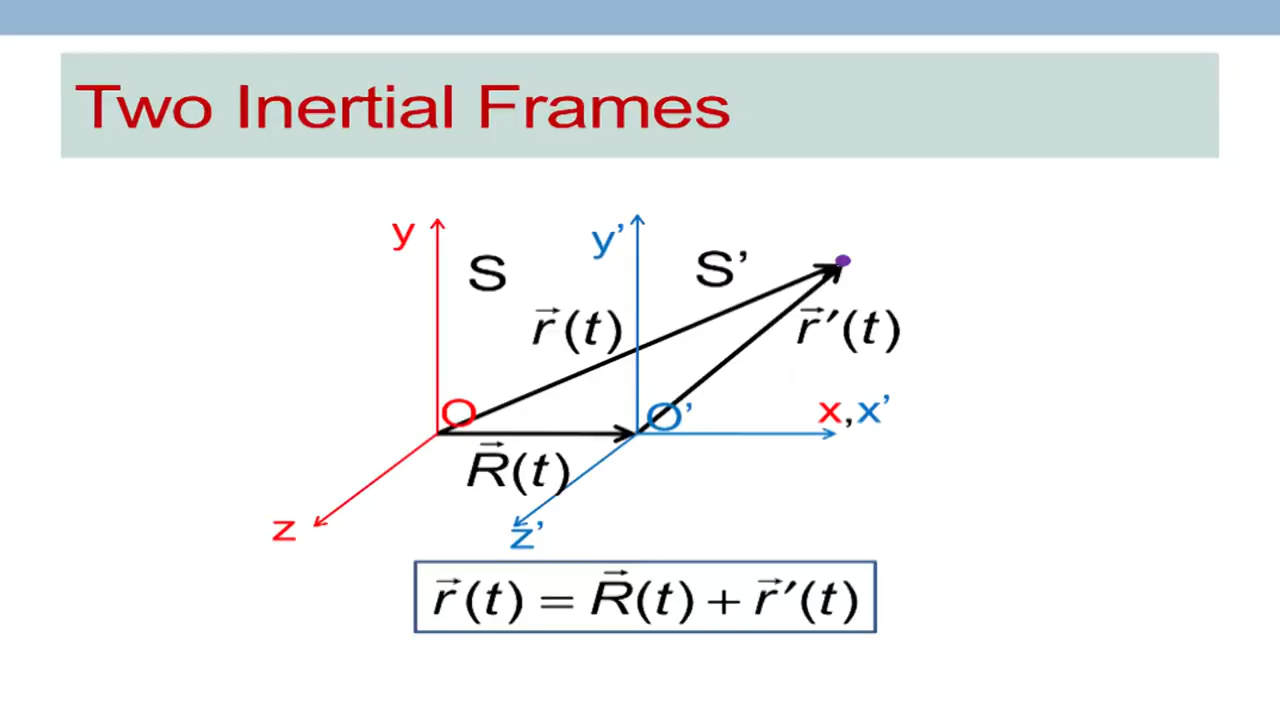 Two Inertial Frames
y
S
y’
S’
r⃗(t)
r⃗′(t)
O
O’
x,x’
R⃗(t)
z
z’
r⃗(t) = R⃗(t) + r⃗′(t)